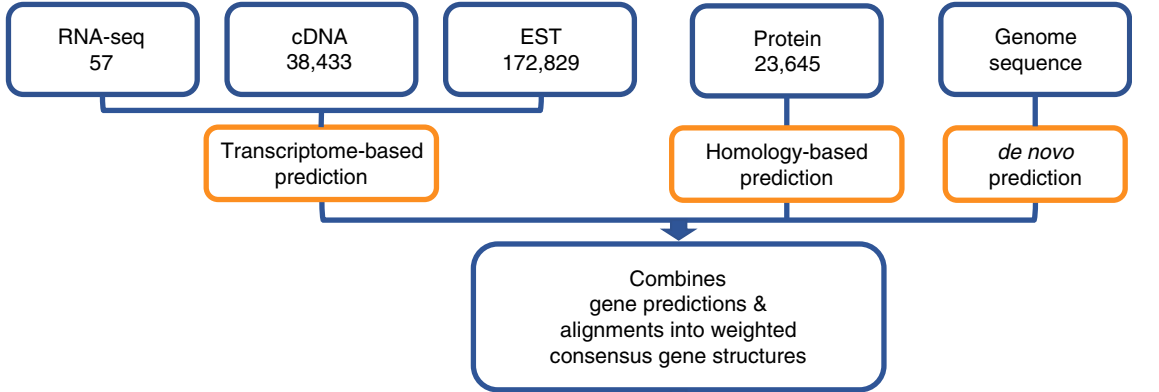 RNA-seq
57
cDNA
38,433
EST
172,829
Protein
23,645
Genome
sequence
Transcriptome-based
prediction
Homology-based
prediction
de novo
prediction
Combines
gene predictions &
alignments into weighted
consensus gene structures